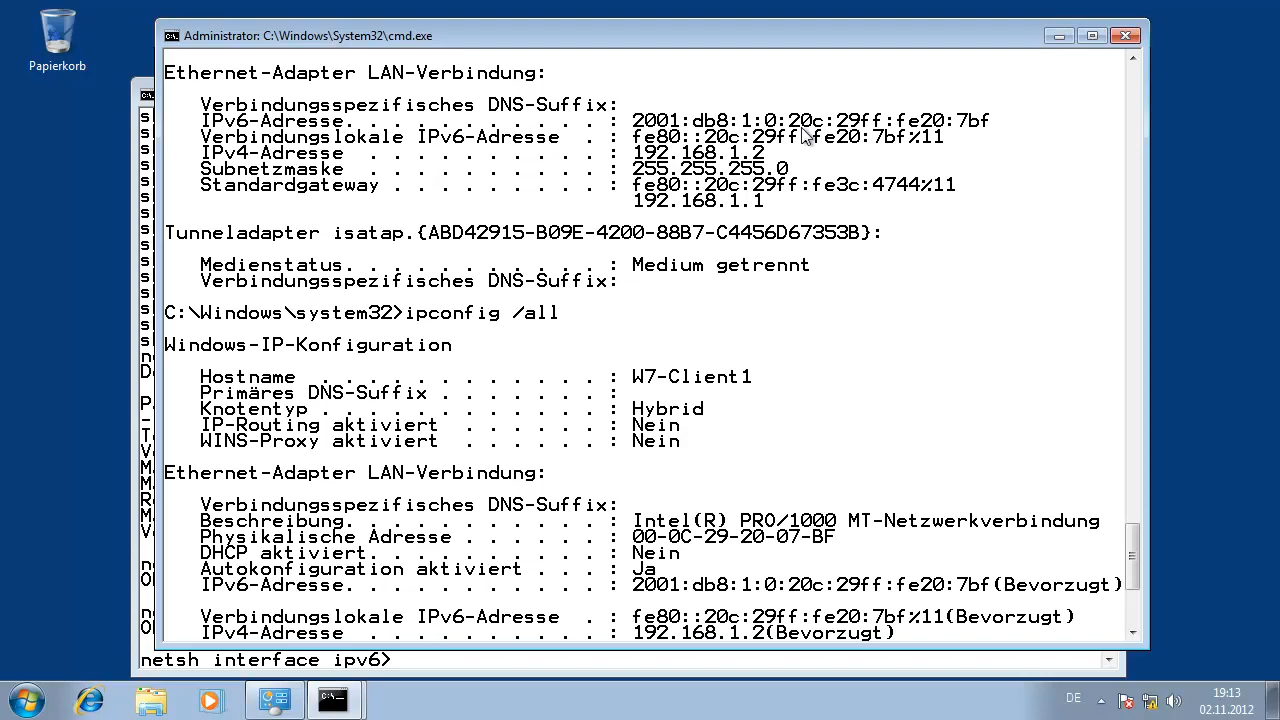 Papierkorb
Administrator: C:\Windows\System32\cmd.exe
Ethernet-Adapter LAN-Verbindung:
Verbindungsspezifisches DNS-Suffix:
IPv6-Adresse. . . . . . . . . . . : 2001:db8:1:0:20c:29ff:fe20:7bf
Verbindungslokale IPv6-Adresse . : fe80::20c:29ff:fe20:7bf%11
IPv4-Adresse . . . . . . . . . . : 192.168.1.2
Subnetzmaske . . . . . . . . . . : 255.255.255.0
Standardgateway . . . . . . . . . : fe80::20c:29ff:fe3c:4744%11
192.168.1.1
Tunneladapter isatap.{ABD42915-B09E-4200-88B7-C4456D67353B}:
Medienstatus. . . . . . . . . . . : Medium getrennt
Verbindungsspezifisches DNS-Suffix:
C:\Windows\system32>ipconfig /all
Windows-IP-Konfiguration
Hostname . . . . . . . . . . . . : W7-Client1
Primäres DNS-Suffix . . . . . . . :
Knotentyp . . . . . . . . . . . . : Hybrid
IP-Routing aktiviert . . . . . . : Nein
WINS-Proxy aktiviert . . . . . . : Nein
Ethernet-Adapter LAN-Verbindung:
Verbindungsspezifisches DNS-Suffix:
Beschreibung. . . . . . . . . . . : Intel(R) PRO/1000 MT-Netzwerkverbindung
Physikalische Adresse . . . . . . : 00-0C-29-20-07-BF
DHCP aktiviert. . . . . . . . . . : Nein
Autokonfiguration aktiviert . . . : Ja
IPv6-Adresse. . . . . . . . . . . : 2001:db8:1:0:20c:29ff:fe20:7bf(Bevorzugt)
Verbindungslokale IPv6-Adresse . : fe80::20c:29ff:fe20:7bf%11(Bevorzugt)
IPv4-Adresse . . . . . . . . . . : 192.168.1.2(Bevorzugt)
netsh interface ipv6>
DE
19:13
02.11.2012